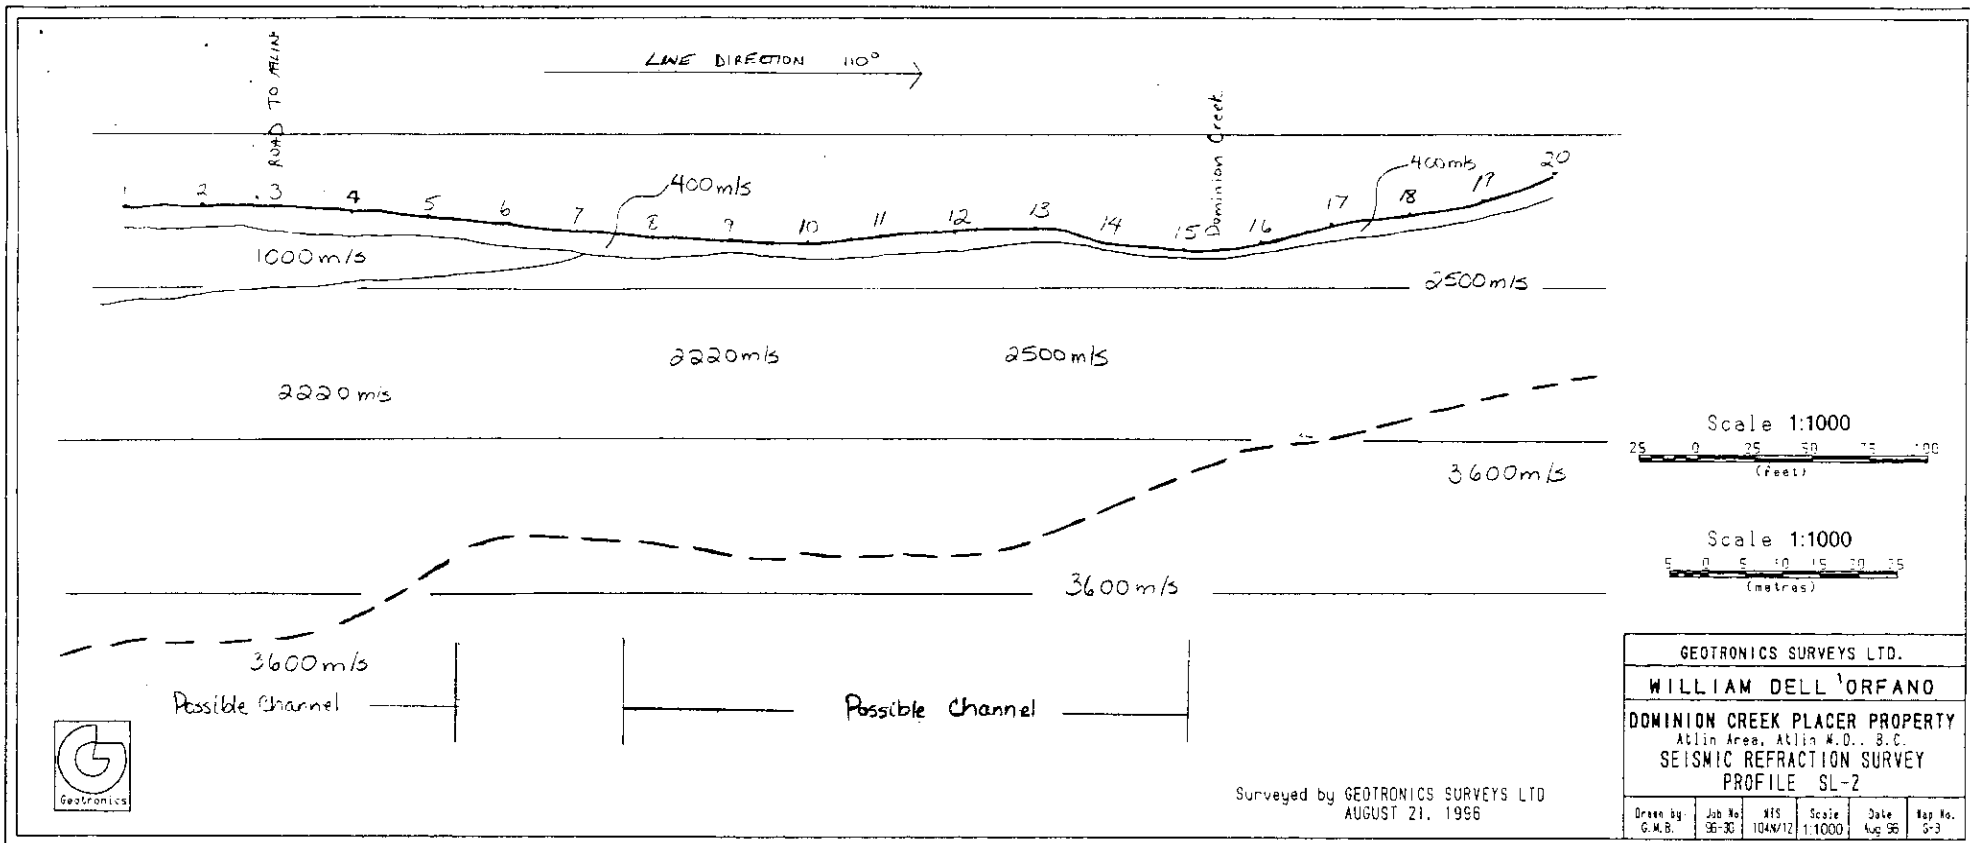 ROAD TO ATLIN
LINE DIRECTION 110°
Dominion Creek
1 2 3 4 5 6 7 8 9 10 11 12 13 14 15 16 17 18 19 20
400m/s
400m/s
1000m/s
2500m/s
2220m/s
2500m/s
2220m/s
3600m/s
3600m/s
3600m/s
Possible Channel
Possible Channel
Scale 1:1000
25 0 25 50 75 100
(feet)
Scale 1:1000
5 0 5 10 15 20 25
(metres)
Geotronics
Surveyed by GEOTRONICS SURVEYS LTD
AUGUST 21, 1996
GEOTRONICS SURVEYS LTD.
WILLIAM DELL 'ORFANO
DOMINION CREEK PLACER PROPERTY
Atlin Area, Atlin M.D., B.C.
SEISMIC REFRACTION SURVEY
PROFILE SL-2
Drawn by G.M.B.
Job No 96-30
NTS 104N/12
Scale 1:1000
Date Aug 96
Map No. S-3